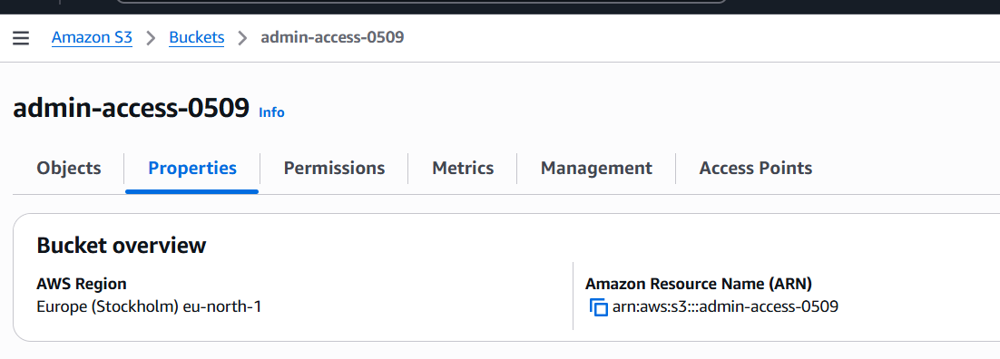 Amazon S3 > Buckets > admin-access-0509
admin-access-0509 Info
Objects Properties Permissions Metrics Management Access Points
Bucket overview
AWS Region Amazon Resource Name (ARN)
Europe (Stockholm) eu-north-1 arn:aws:s3:::admin-access-0509